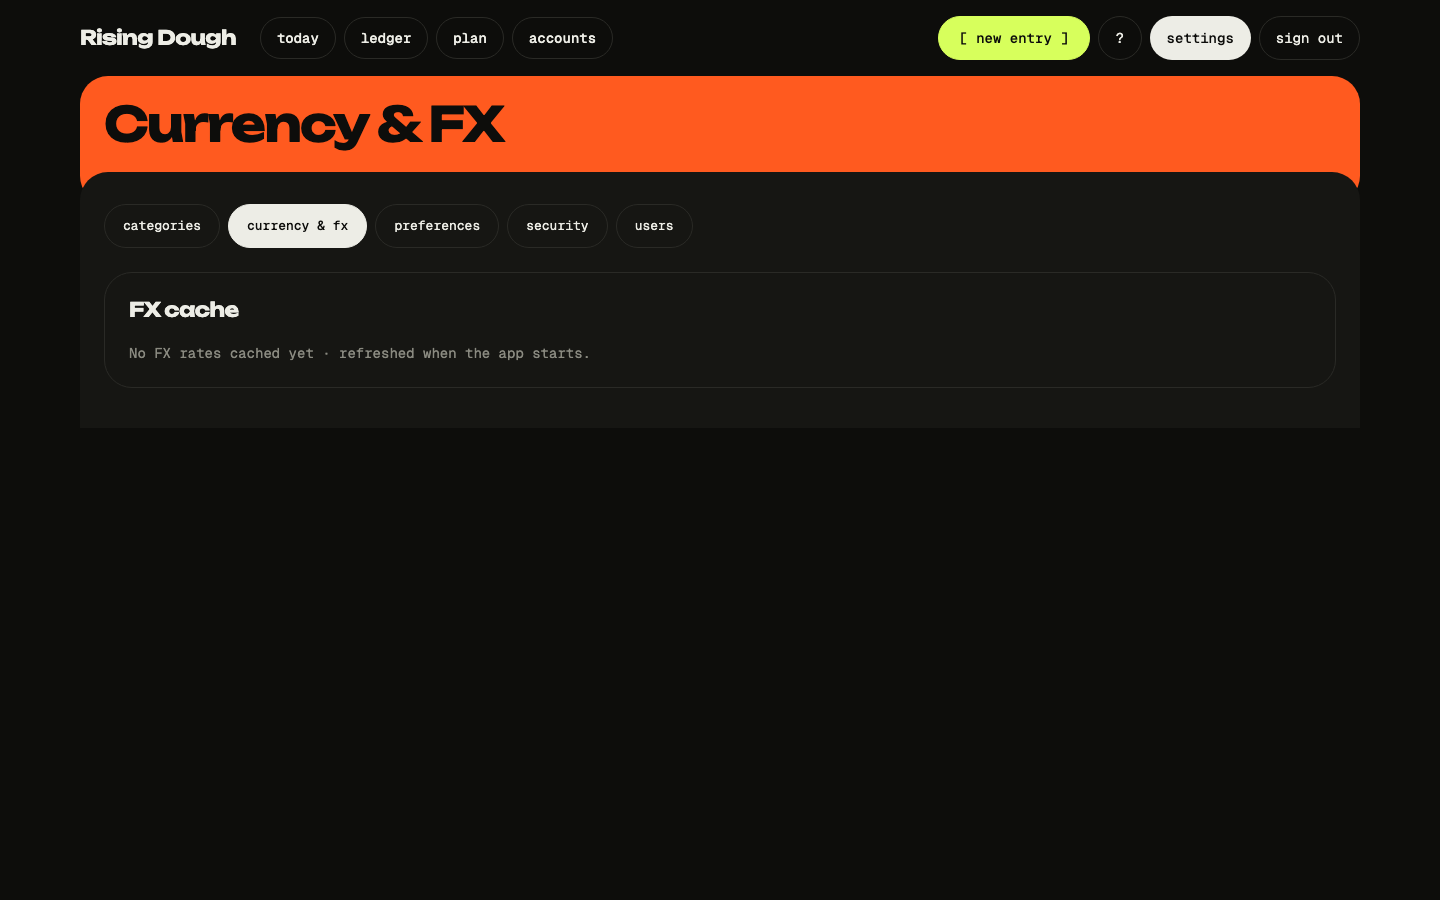 Rising Dough today ledger plan accounts [ new entry ] ? settings sign out
Currency & FX
categories currency & fx preferences security users
FX cache
No FX rates cached yet · refreshed when the app starts.